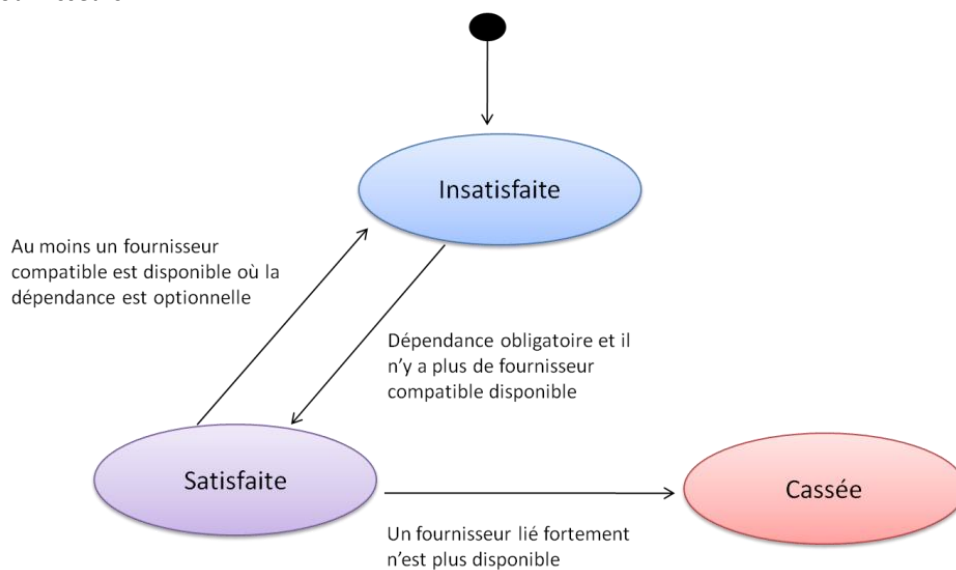 Insatisfaite
Au moins un fournisseur
compatible est disponible où la
dépendance est optionnelle
Dépendance obligatoire et il
n'y a plus de fournisseur
compatible disponible
Satisfaite
Cassée
Un fournisseur lié fortement
n'est plus disponible